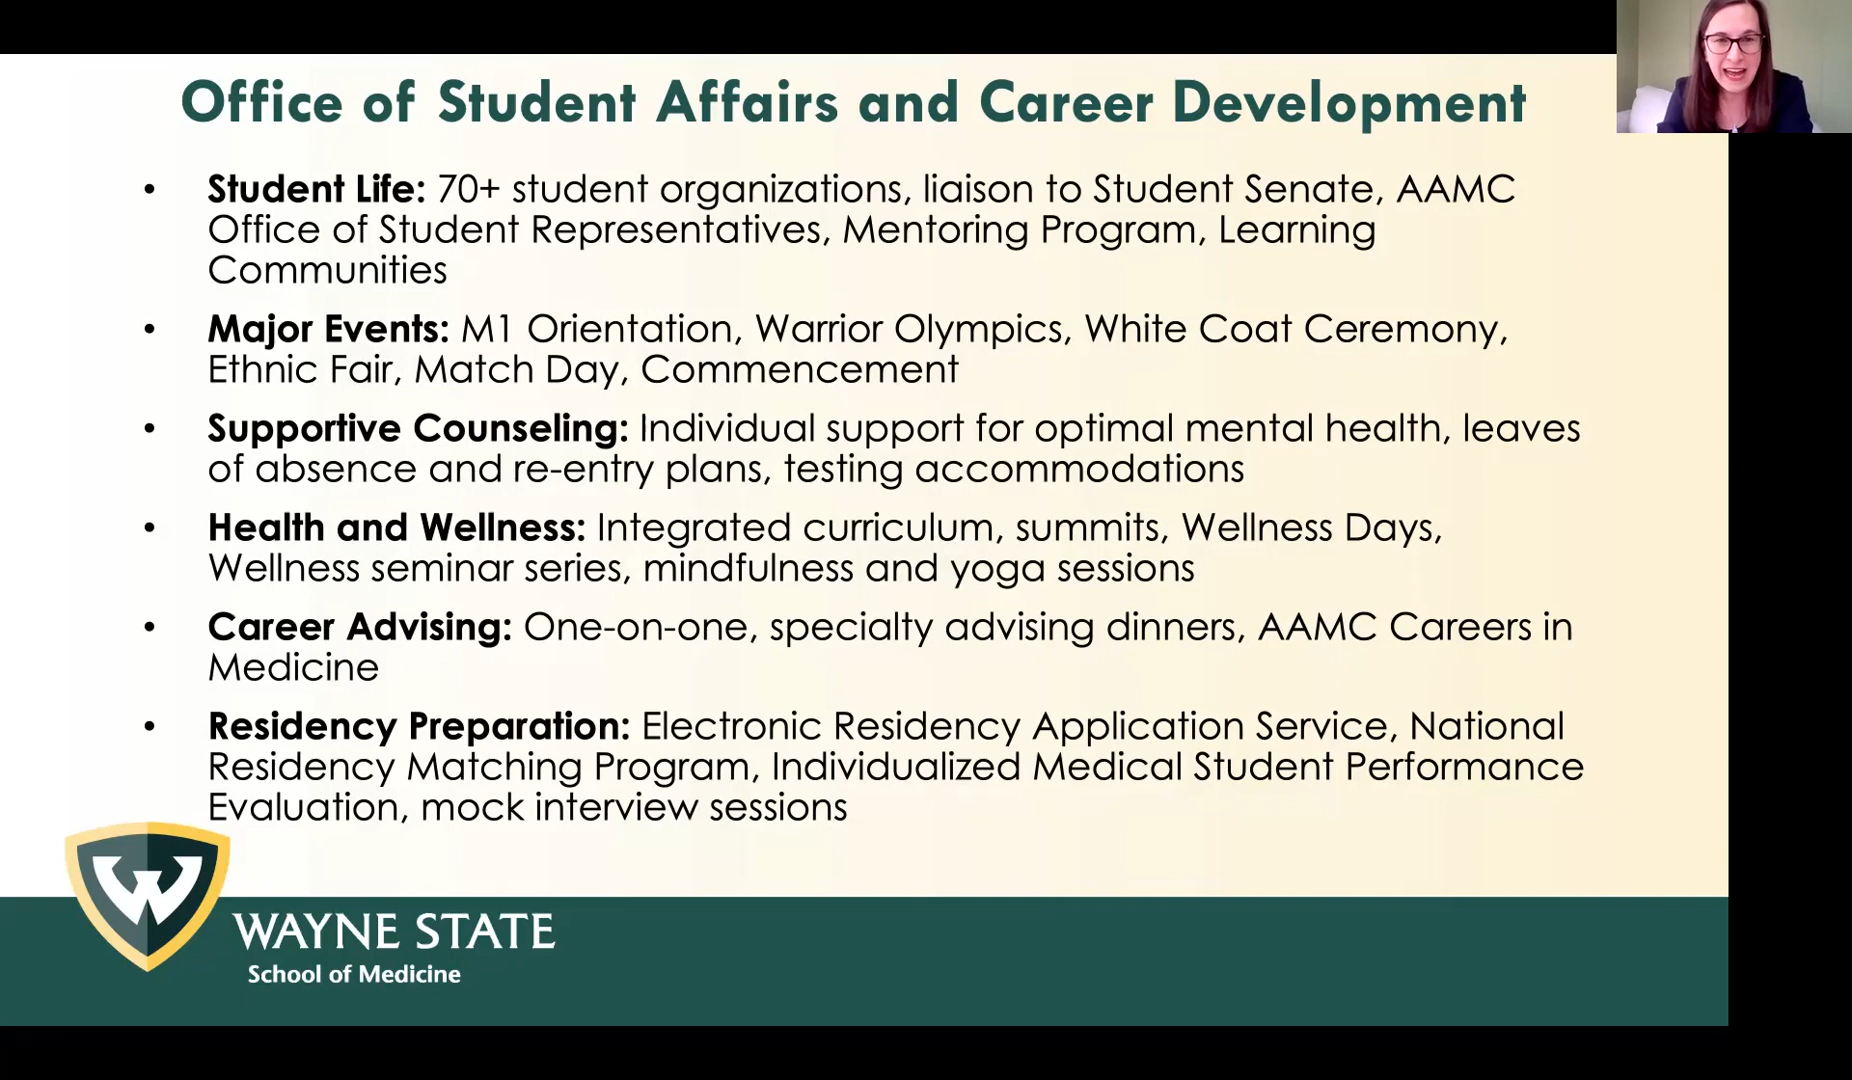 Office of Student Affairs and Career Development
• Student Life: 70+ student organizations, liaison to Student Senate, AAMC
Office of Student Representatives, Mentoring Program, Learning
Communities
• Major Events: M1 Orientation, Warrior Olympics, White Coat Ceremony,
Ethnic Fair, Match Day, Commencement
• Supportive Counseling: Individual support for optimal mental health, leaves
of absence and re-entry plans, testing accommodations
• Health and Wellness: Integrated curriculum, summits, Wellness Days,
Wellness seminar series, mindfulness and yoga sessions
• Career Advising: One-on-one, specialty advising dinners, AAMC Careers in
Medicine
• Residency Preparation: Electronic Residency Application Service, National
Residency Matching Program, Individualized Medical Student Performance
Evaluation, mock interview sessions
W
WAYNE STATE
School of Medicine